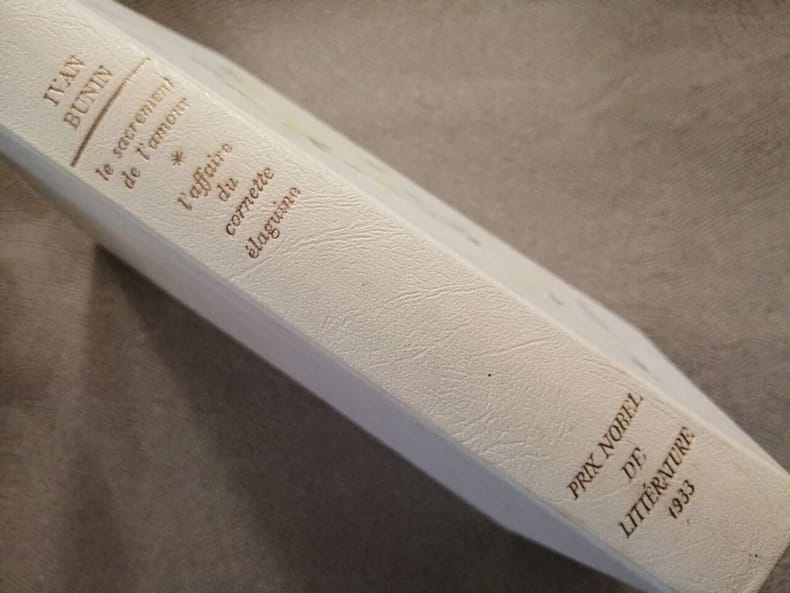 IVAN
BUNIN
le sacrement
de l'amour
*
l'affaire
du
cornette
élaguine
PRIX NOBEL
DE
LITTÉRATURE
1933